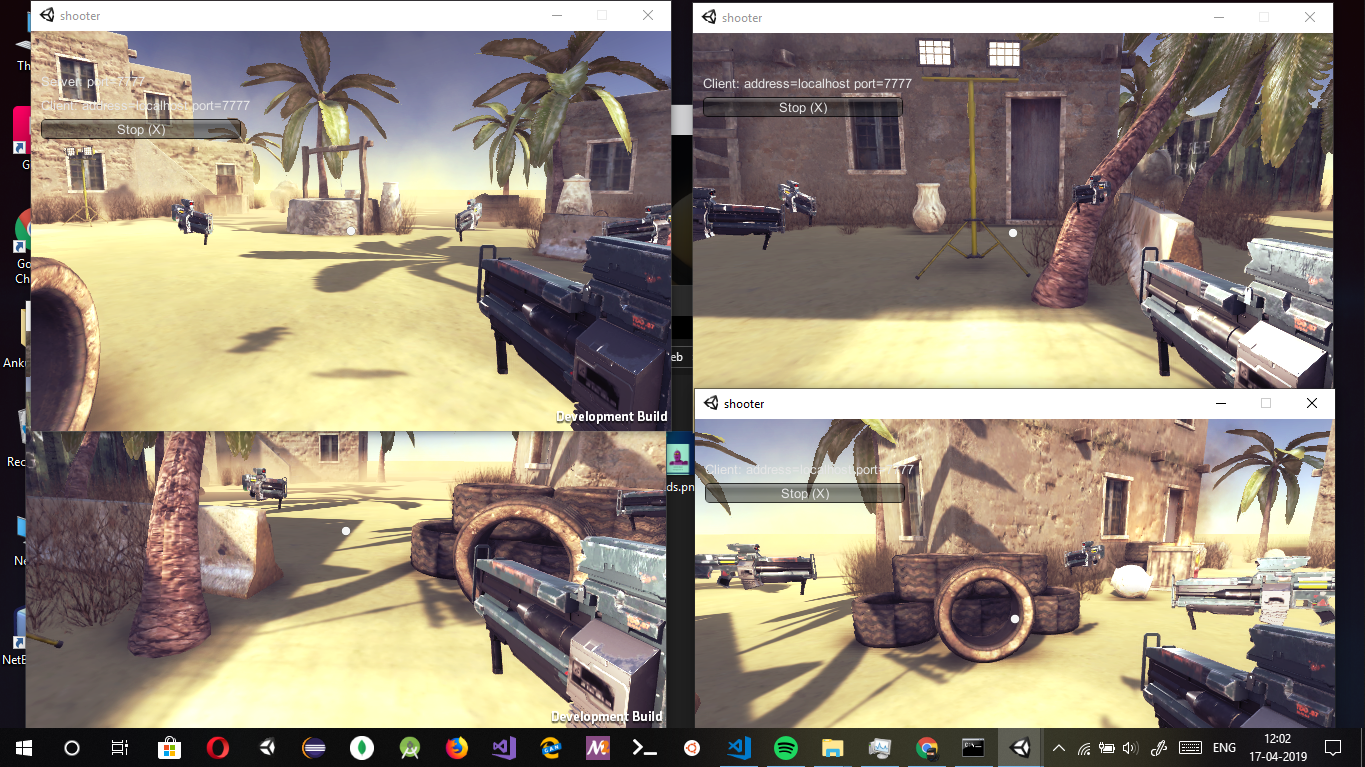 shooter
Server: port=7777
Client: address=localhost port=7777
Stop (X)
Development Build
shooter
Client: address=localhost port=7777
Stop (X)
Development Build
shooter
Client: address=localhost port=7777
Stop (X)
Th
G
Go
Ch
Ank
Rec
Ne
NetB
eb
ds.pn
ENG
12:02
17-04-2019